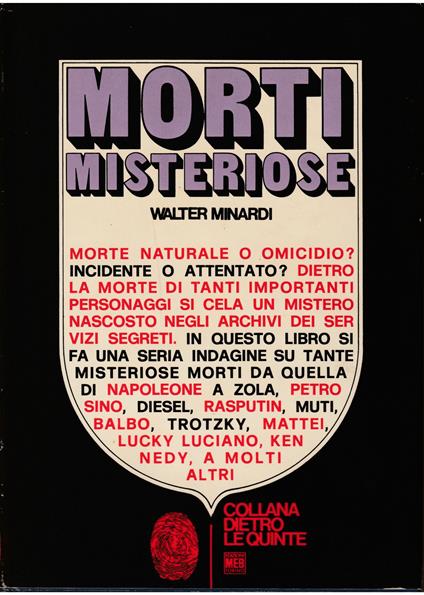 MORTI
MISTERIOSE
WALTER MINARDI
MORTE NATURALE O OMICIDIO?
INCIDENTE O ATTENTATO? DIETRO
LA MORTE DI TANTI IMPORTANTI
PERSONAGGI SI CELA UN MISTERO
NASCOSTO NEGLI ARCHIVI DEI SER
VIZI SEGRETI. IN QUESTO LIBRO SI
FA UNA SERIA INDAGINE SU TANTE
MISTERIOSE MORTI DA QUELLA
DI NAPOLEONE A ZOLA, PETRO
SINO, DIESEL, RASPUTIN, MUTI,
BALBO, TROTZKY, MATTEI,
LUCKY LUCIANO, KEN
NEDY, A MOLTI
ALTRI
COLLANA
DIETRO
LE QUINTE
EDIZIONI
MEB
TORINO